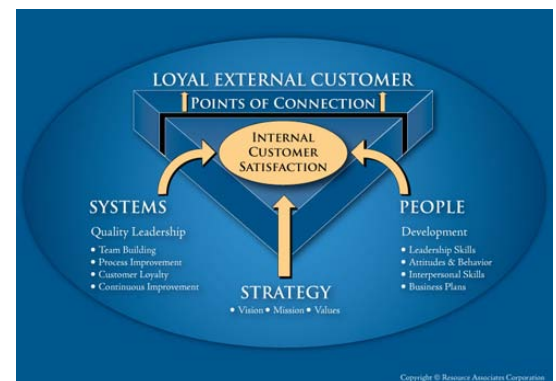 LOYAL EXTERNAL CUSTOMER
POINTS OF CONNECTION
INTERNAL
CUSTOMER
SATISFACTION
SYSTEMS
Quality Leadership
• Team Building
• Process Improvement
• Customer Loyalty
• Continuous Improvement
PEOPLE
Development
• Leadership Skills
• Attitudes & Behavior
• Interpersonal Skills
• Business Plans
STRATEGY
• Vision • Mission • Values
Copyright © Resource Associates Corporation